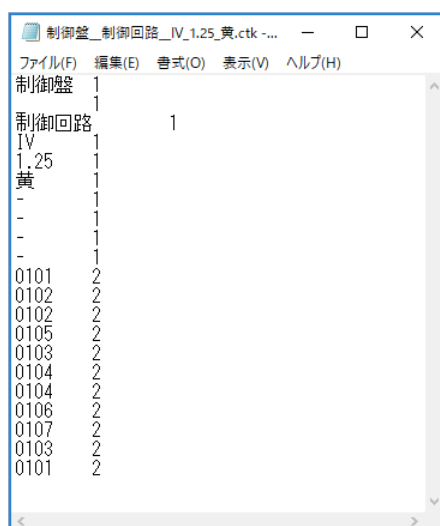 制御盤__制御回路__IV_1.25_黄.ctk -...
ファイル(F) 編集(E) 書式(O) 表示(V) ヘルプ(H)
制御盤 1
1
制御回路 1
IV 1
1.25 1
黄 1
- 1
- 1
- 1
- 1
0101 2
0102 2
0102 2
0105 2
0103 2
0104 2
0104 2
0106 2
0107 2
0103 2
0101 2